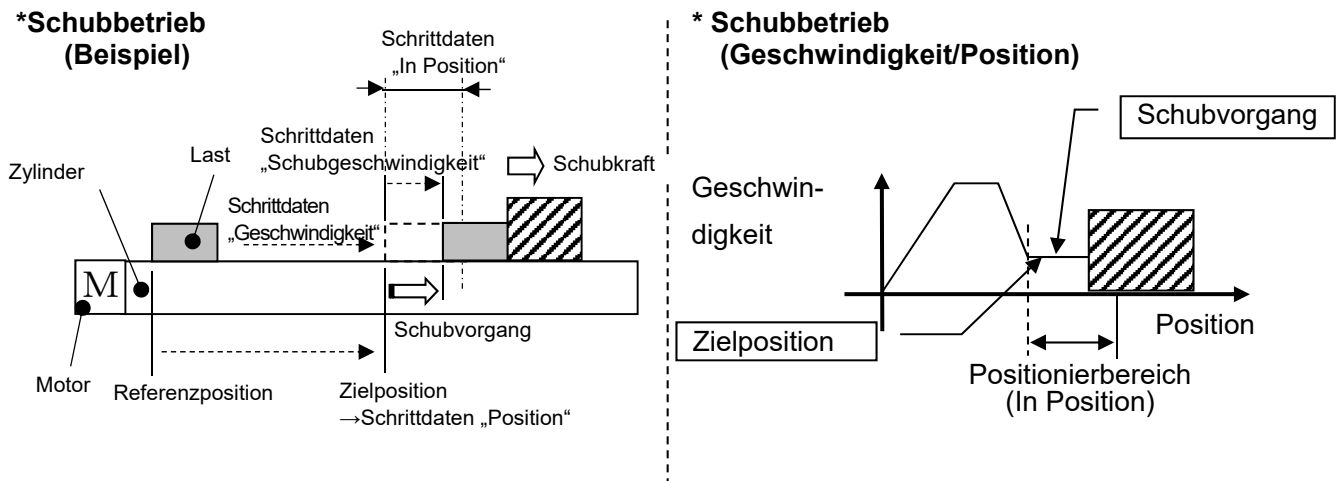 *Schubbetrieb
(Beispiel)
Schrittdaten
„In Position“
Schrittdaten
„Schubgeschwindigkeit“
Schubkraft
Last
Zylinder
Schrittdaten
„Geschwindigkeit“
M
Schubvorgang
Motor
Referenzposition
Zielposition
→Schrittdaten „Position“
* Schubbetrieb
(Geschwindigkeit/Position)
Schubvorgang
Geschwin-
digkeit
Zielposition
Position
Positionierbereich
(In Position)